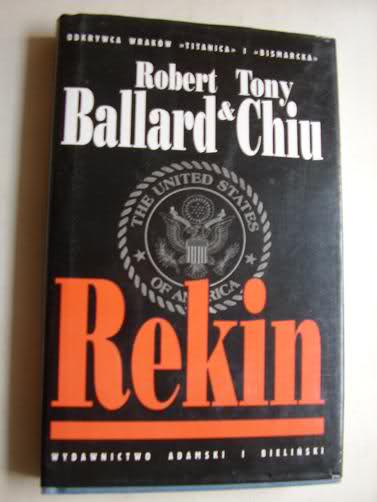 ODKRYWCA WRAKÓW »TITANICA« I »BISMARCKA«
Robert Tony
Ballard & Chiu
THE UNITED STATES
OF AMERICA
Rekin
WYDAWNICTWO ADAMSKI I BIELIŃSKI